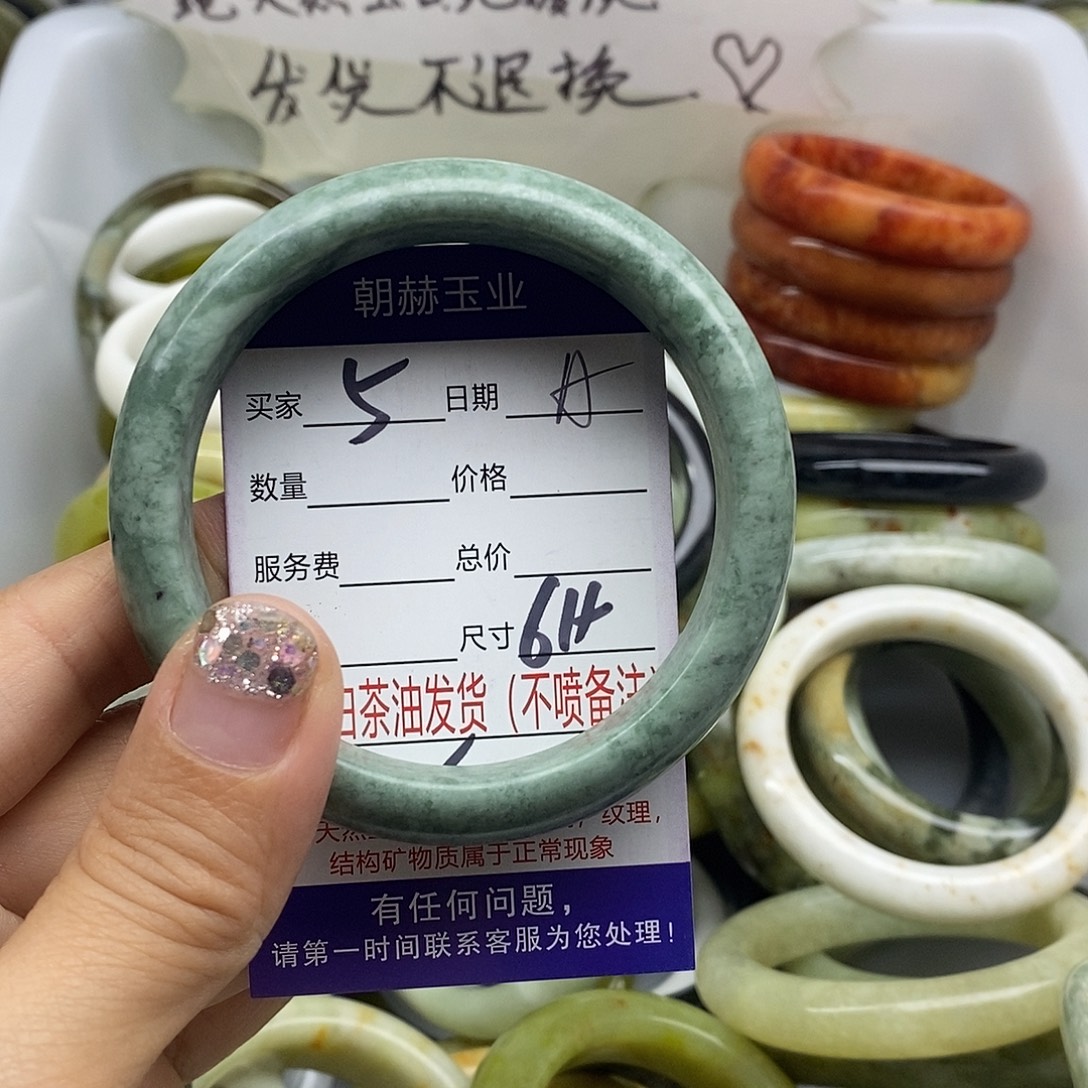 发货不退换.
朝赫玉业
买家 5 日期 A
数量 价格
服务费 总价
尺寸 64
白茶油发货（不喷备注
纹理，
结构矿物质属于正常现象
有任何问题，
请第一时间联系客服为您处理！